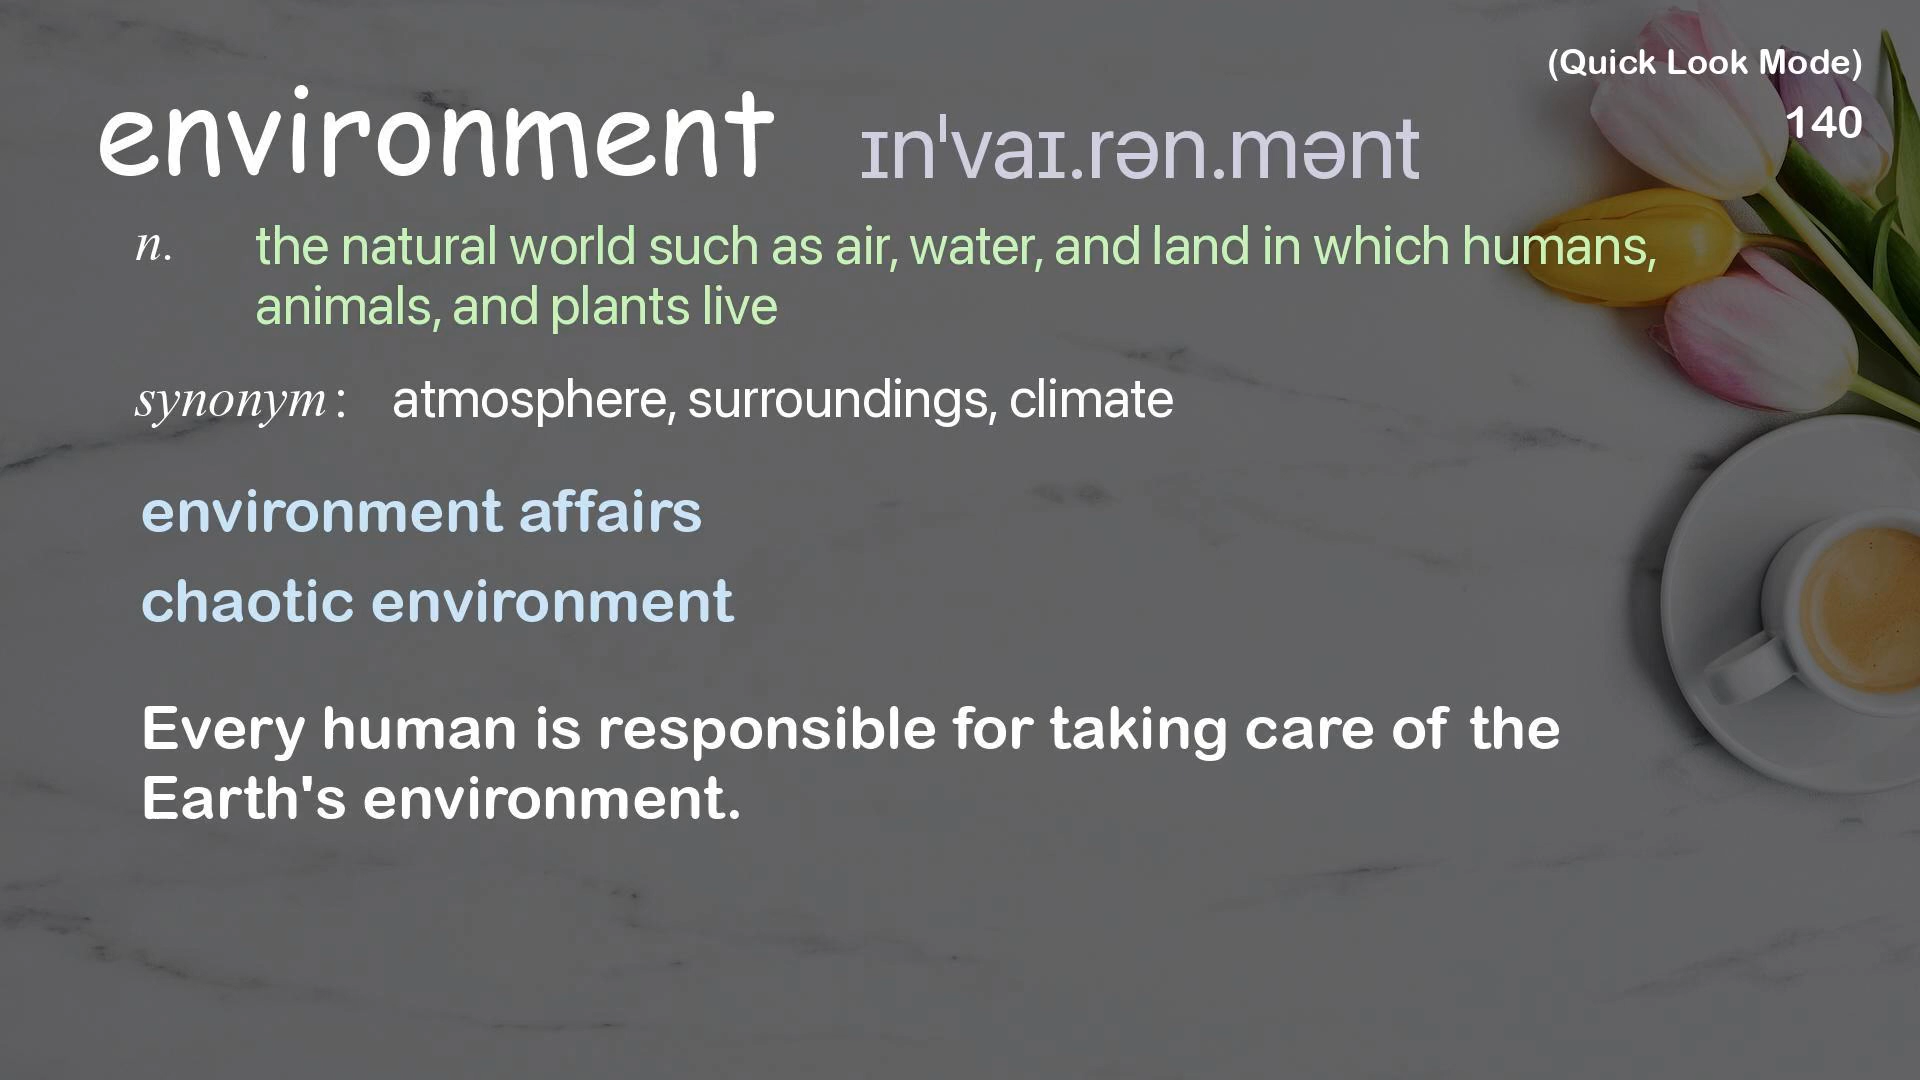 (Quick Look Mode)
140
environment ɪnˈvaɪ.rən.mənt
n. the natural world such as air, water, and land in which humans,
animals, and plants live
synonym : atmosphere, surroundings, climate
environment affairs
chaotic environment
Every human is responsible for taking care of the
Earth's environment.